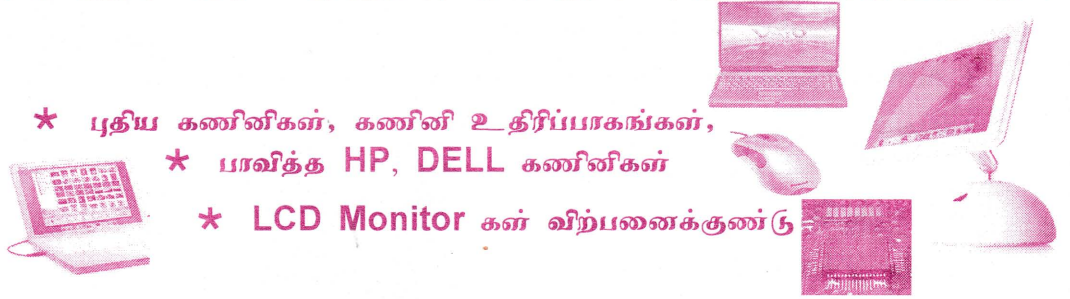 * புதிய கணினிகள், கணினி உதிரிப்பாகங்கள்,
* பாவித்த HP, DELL கணினிகள்
* LCD Monitor கள் விற்பனைக்குண்டு